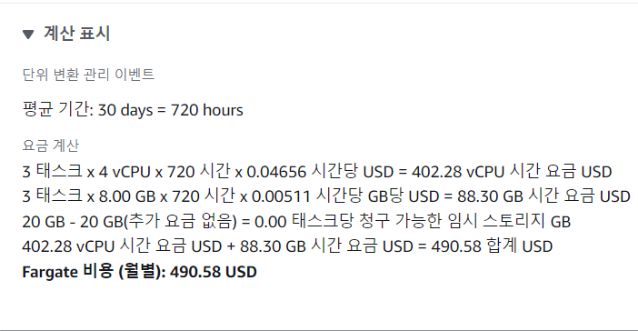 ▼ 계산 표시
단위 변환 관리 이벤트
평균 기간: 30 days = 720 hours
요금 계산
3 태스크 x 4 vCPU x 720 시간 x 0.04656 시간당 USD = 402.28 vCPU 시간 요금 USD
3 태스크 x 8.00 GB x 720 시간 x 0.00511 시간당 GB당 USD = 88.30 GB 시간 요금 USD
20 GB - 20 GB(추가 요금 없음) = 0.00 태스크당 청구 가능한 임시 스토리지 GB
402.28 vCPU 시간 요금 USD + 88.30 GB 시간 요금 USD = 490.58 합계 USD
Fargate 비용 (월별): 490.58 USD